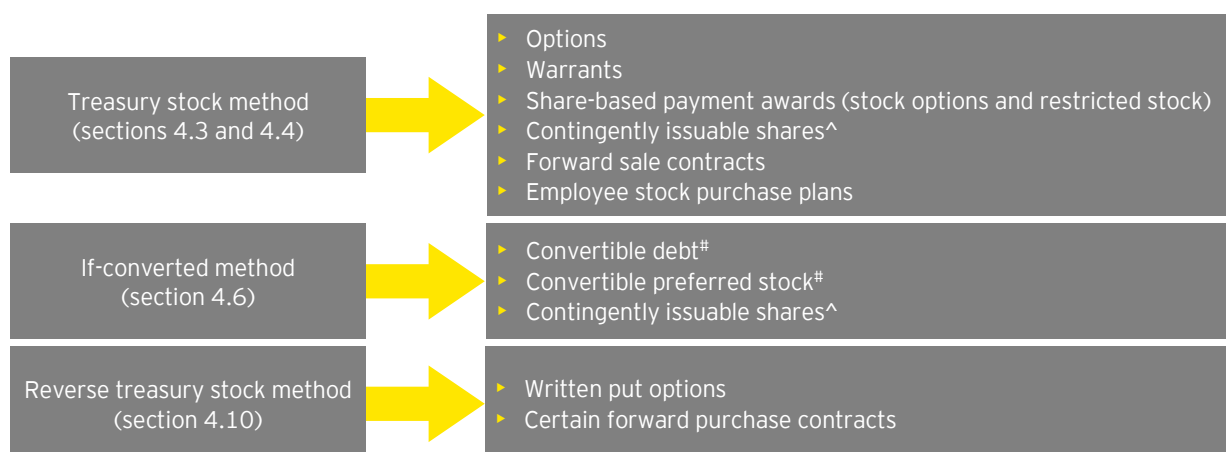 Treasury stock method
(sections 4.3 and 4.4)
‣ Options
‣ Warrants
‣ Share-based payment awards (stock options and restricted stock)
‣ Contingently issuable shares^
‣ Forward sale contracts
‣ Employee stock purchase plans
If-converted method
(section 4.6)
‣ Convertible debt#
‣ Convertible preferred stock#
‣ Contingently issuable shares^
Reverse treasury stock method
(section 4.10)
‣ Written put options
‣ Certain forward purchase contracts